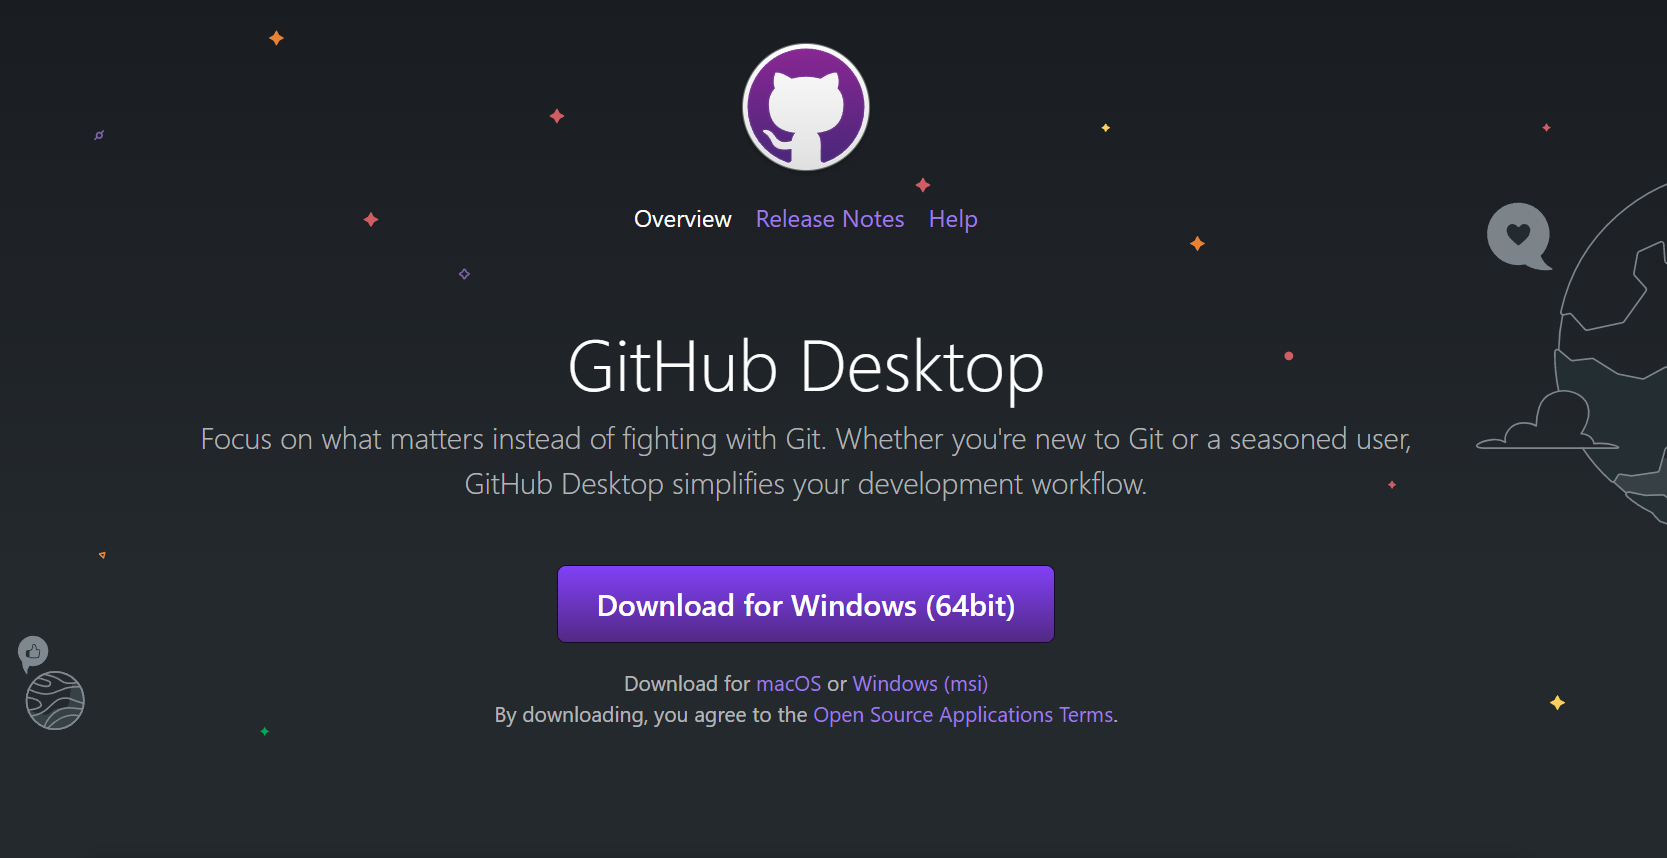 Overview Release Notes Help
GitHub Desktop
Focus on what matters instead of fighting with Git. Whether you're new to Git or a seasoned user,
GitHub Desktop simplifies your development workflow.
Download for Windows (64bit)
Download for macOS or Windows (msi)
By downloading, you agree to the Open Source Applications Terms.